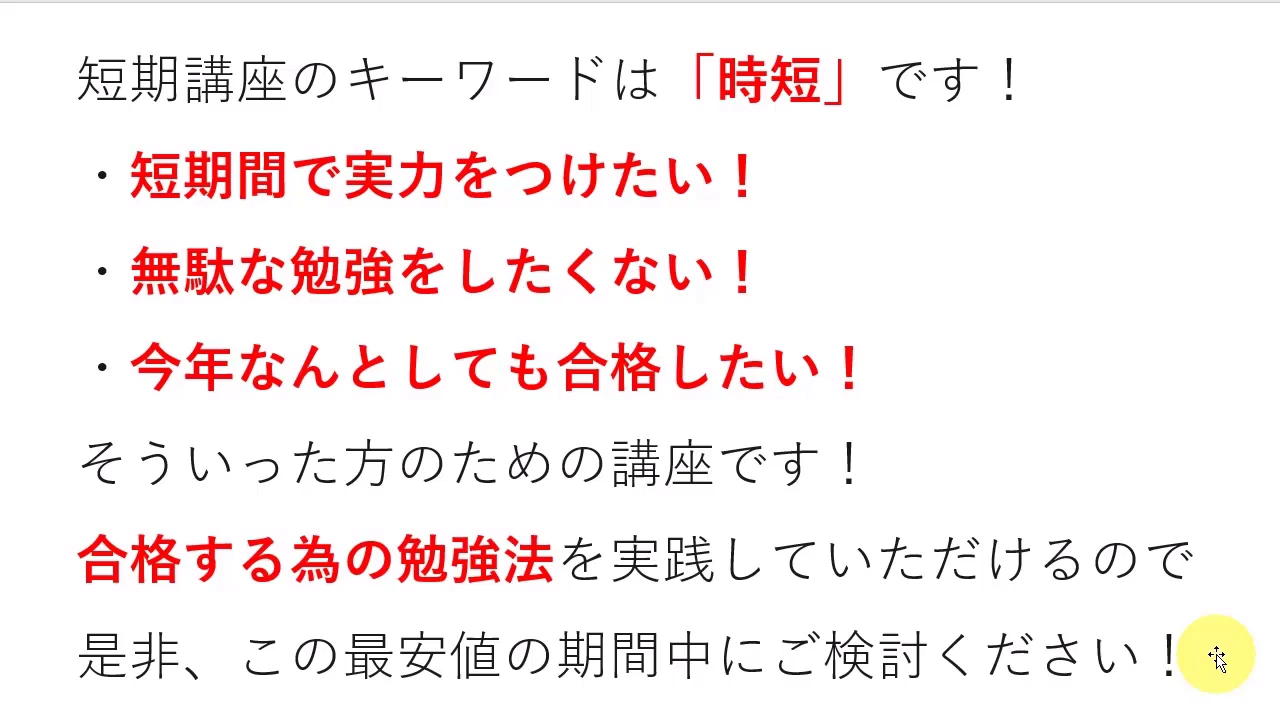 短期講座のキーワードは「時短」です！
・短期間で実力をつけたい！
・無駄な勉強をしたくない！
・今年なんとしても合格したい！
そういった方のための講座です！
合格する為の勉強法を実践していただけるので
是非、この最安値の期間中にご検討ください！